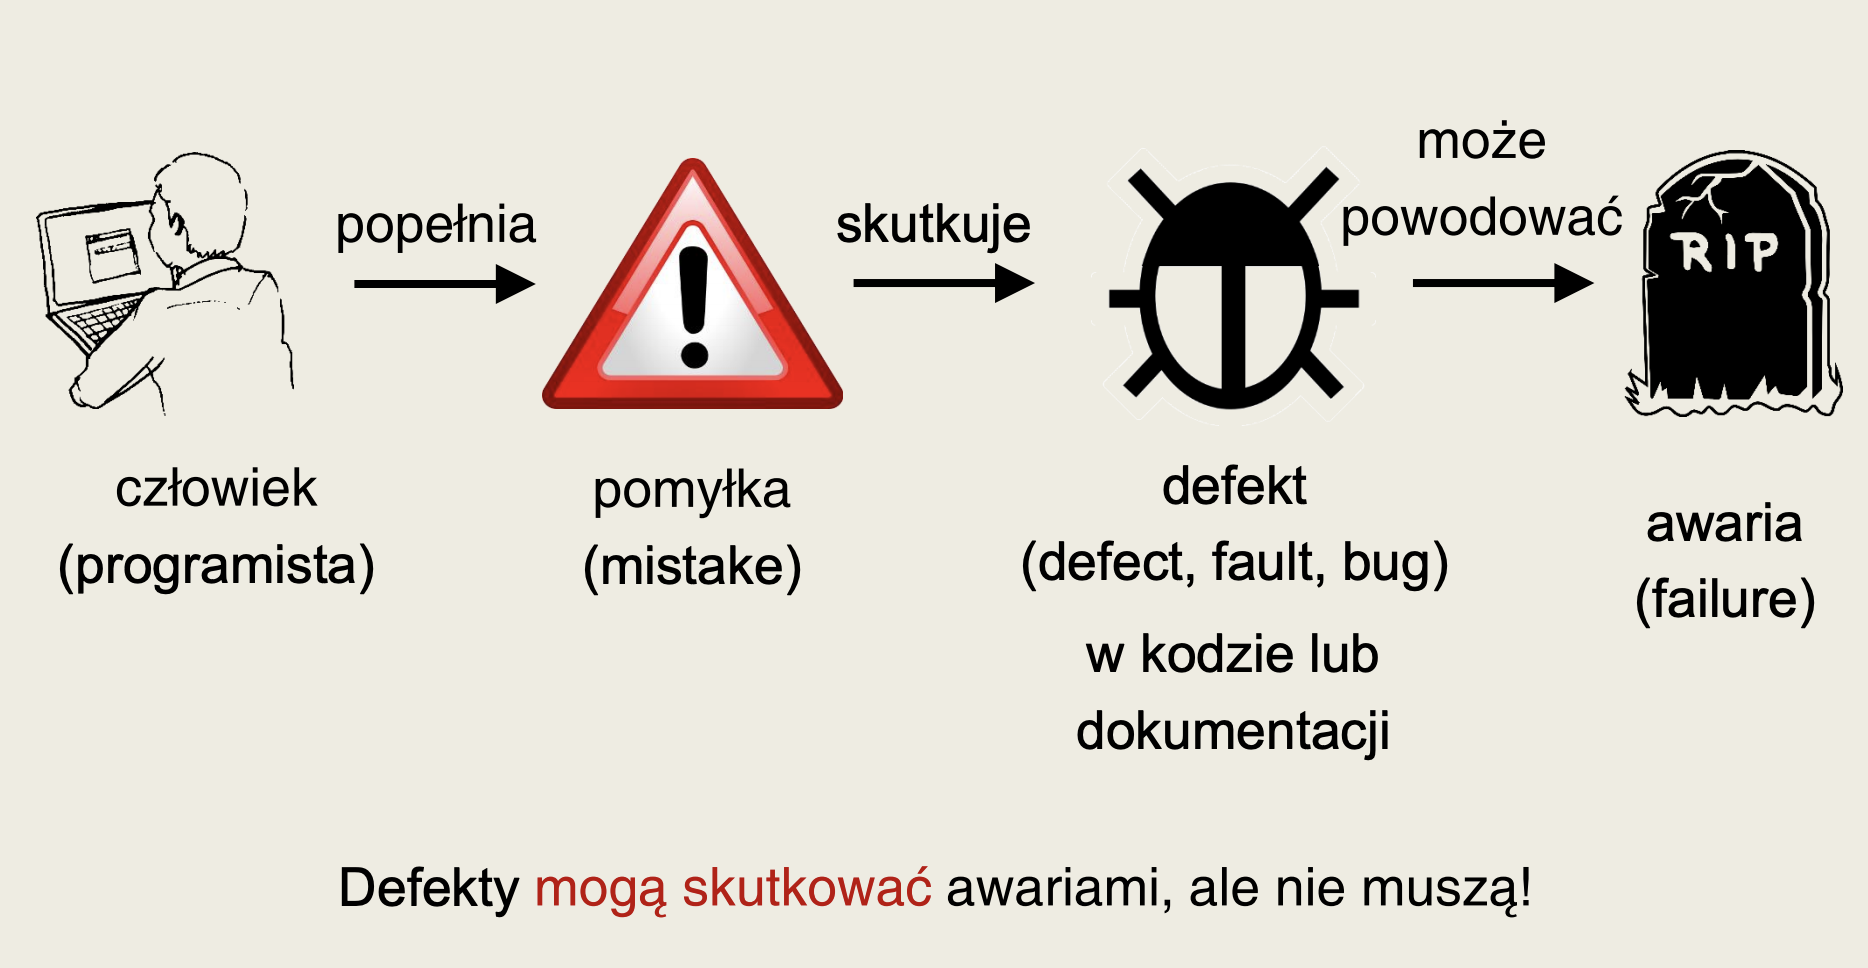 popełnia
skutkuje
może
powodować
RIP
człowiek
(programista)
pomyłka
(mistake)
defekt
(defect, fault, bug)
w kodzie lub
dokumentacji
awaria
(failure)
Defekty mogą skutkować awariami, ale nie muszą!